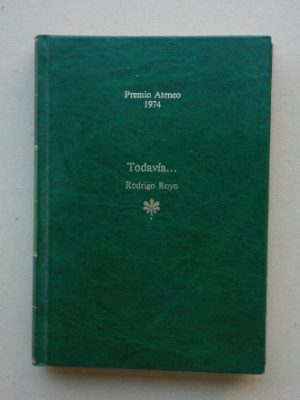 Premio Ateneo
1974
Todavía...
Rodrigo Royo